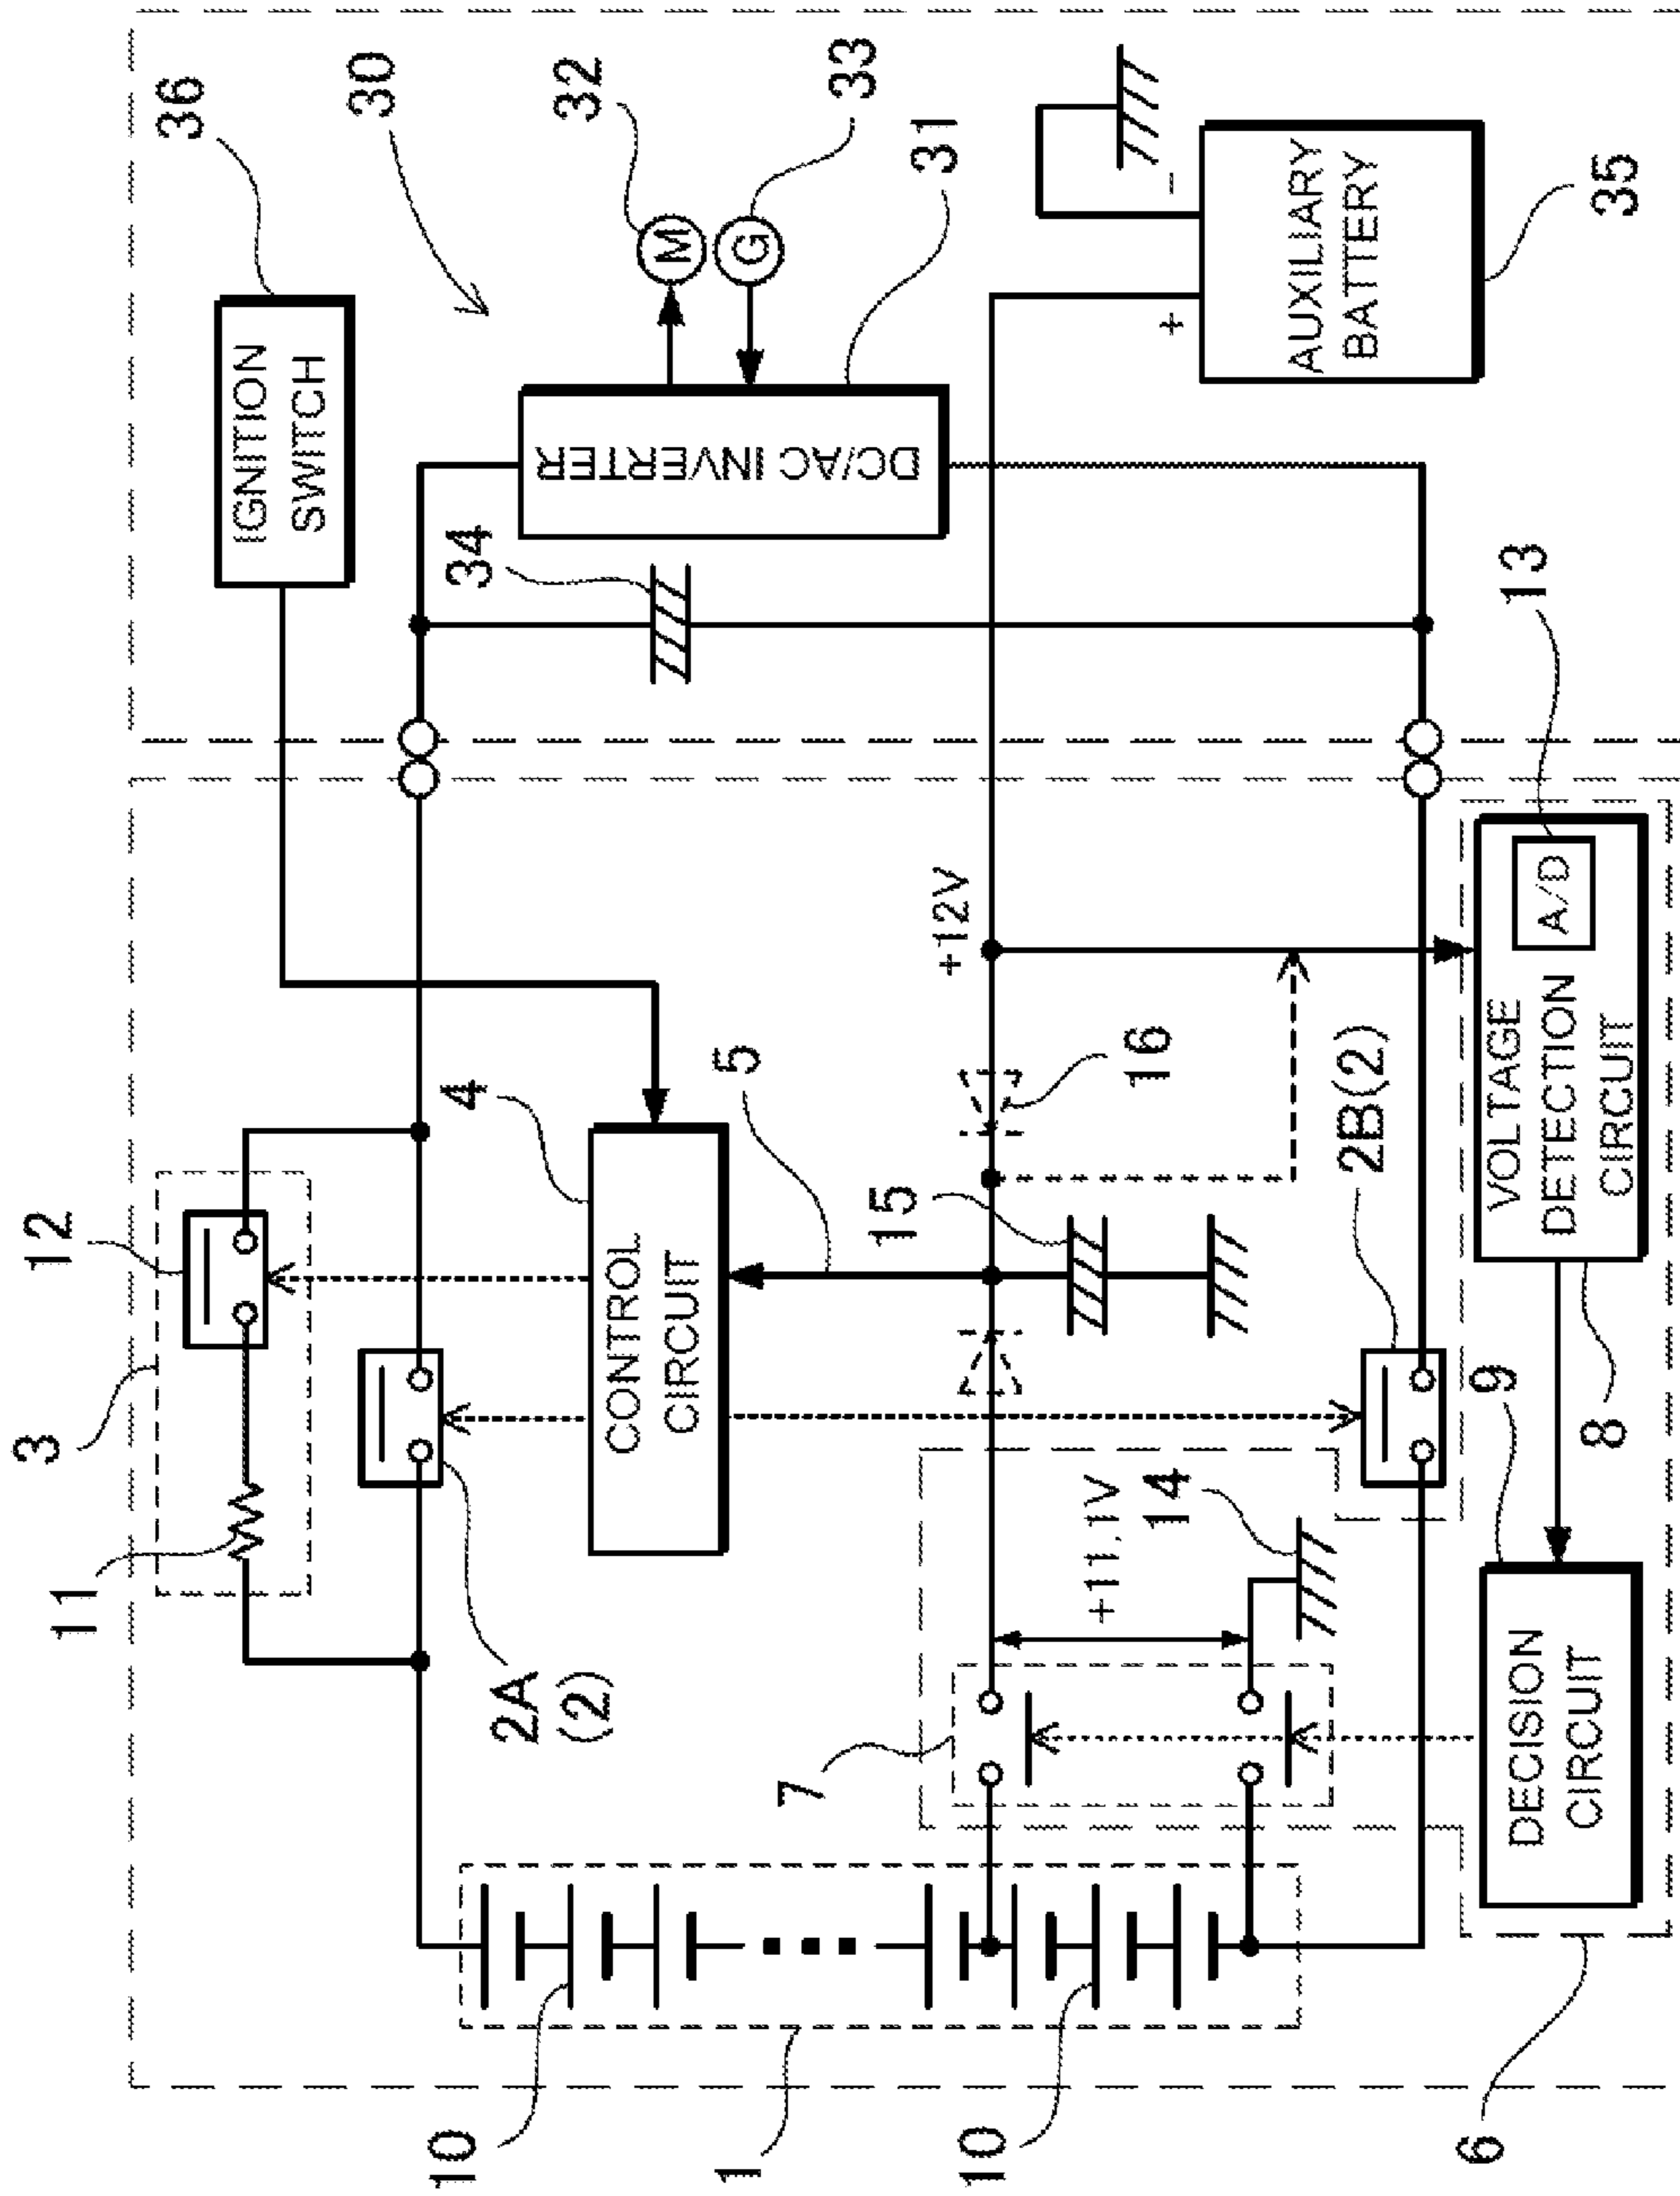 3
12
11
36
IGNITION
SWITCH
30
10
4
34
2A
(2)
32
M
DC/AC INVERTER
CONTROL
CIRCUIT
1
5
G
7
33
15
31
+12V
10
+11,1V
16
14
+
−
AUXILIARY
BATTERY
2B(2)
6
9
DECISION
CIRCUIT
VOLTAGE
DETECTION
CIRCUIT
A/D
13
8
35